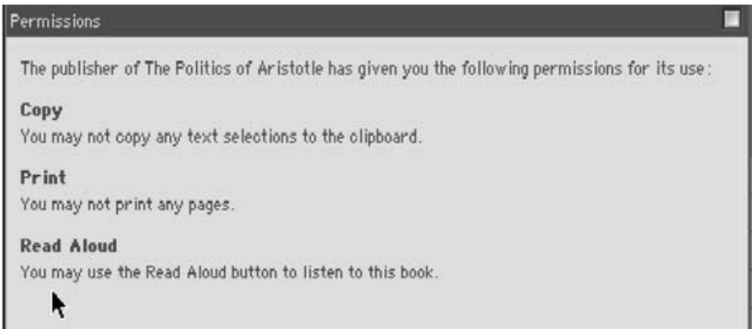 Permissions
The publisher of The Politics of Aristotle has given you the following permissions for its use:
Copy
You may not copy any text selections to the clipboard.
Print
You may not print any pages.
Read Aloud
You may use the Read Aloud button to listen to this book.